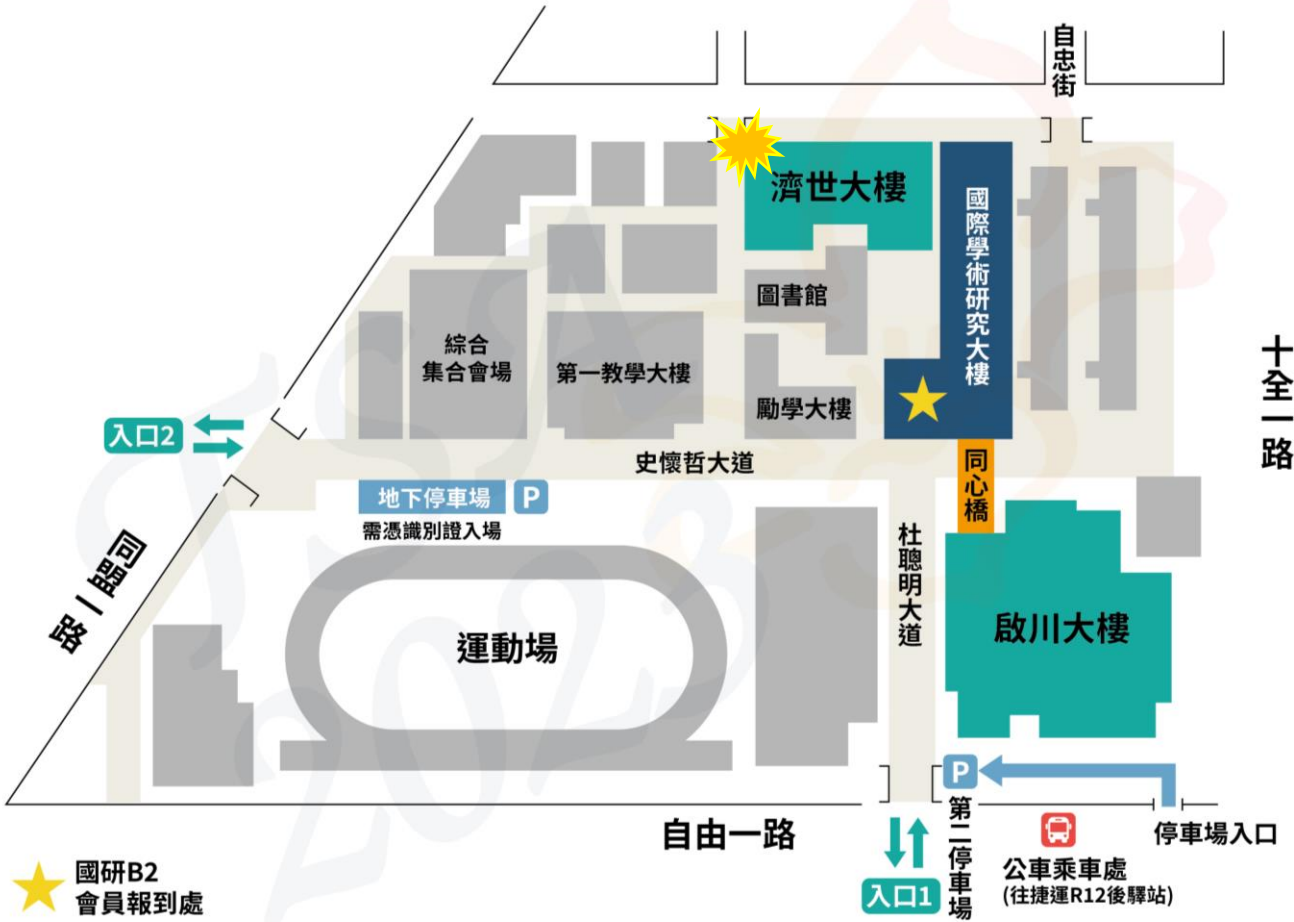 自忠街
濟世大樓
國際學術研究大樓
圖書館
綜合
集合會場
第一教學大樓
勵學大樓
十全一路
入口2
史懷哲大道
同心橋
地下停車場 P
需憑識別證入場
同盟一路
杜聰明大道
運動場
啟川大樓
P
第二停車場
自由一路
停車場入口
公車乘車處
(往捷運R12後驛站)
入口1
國研B2
會員報到處
TSA
2023